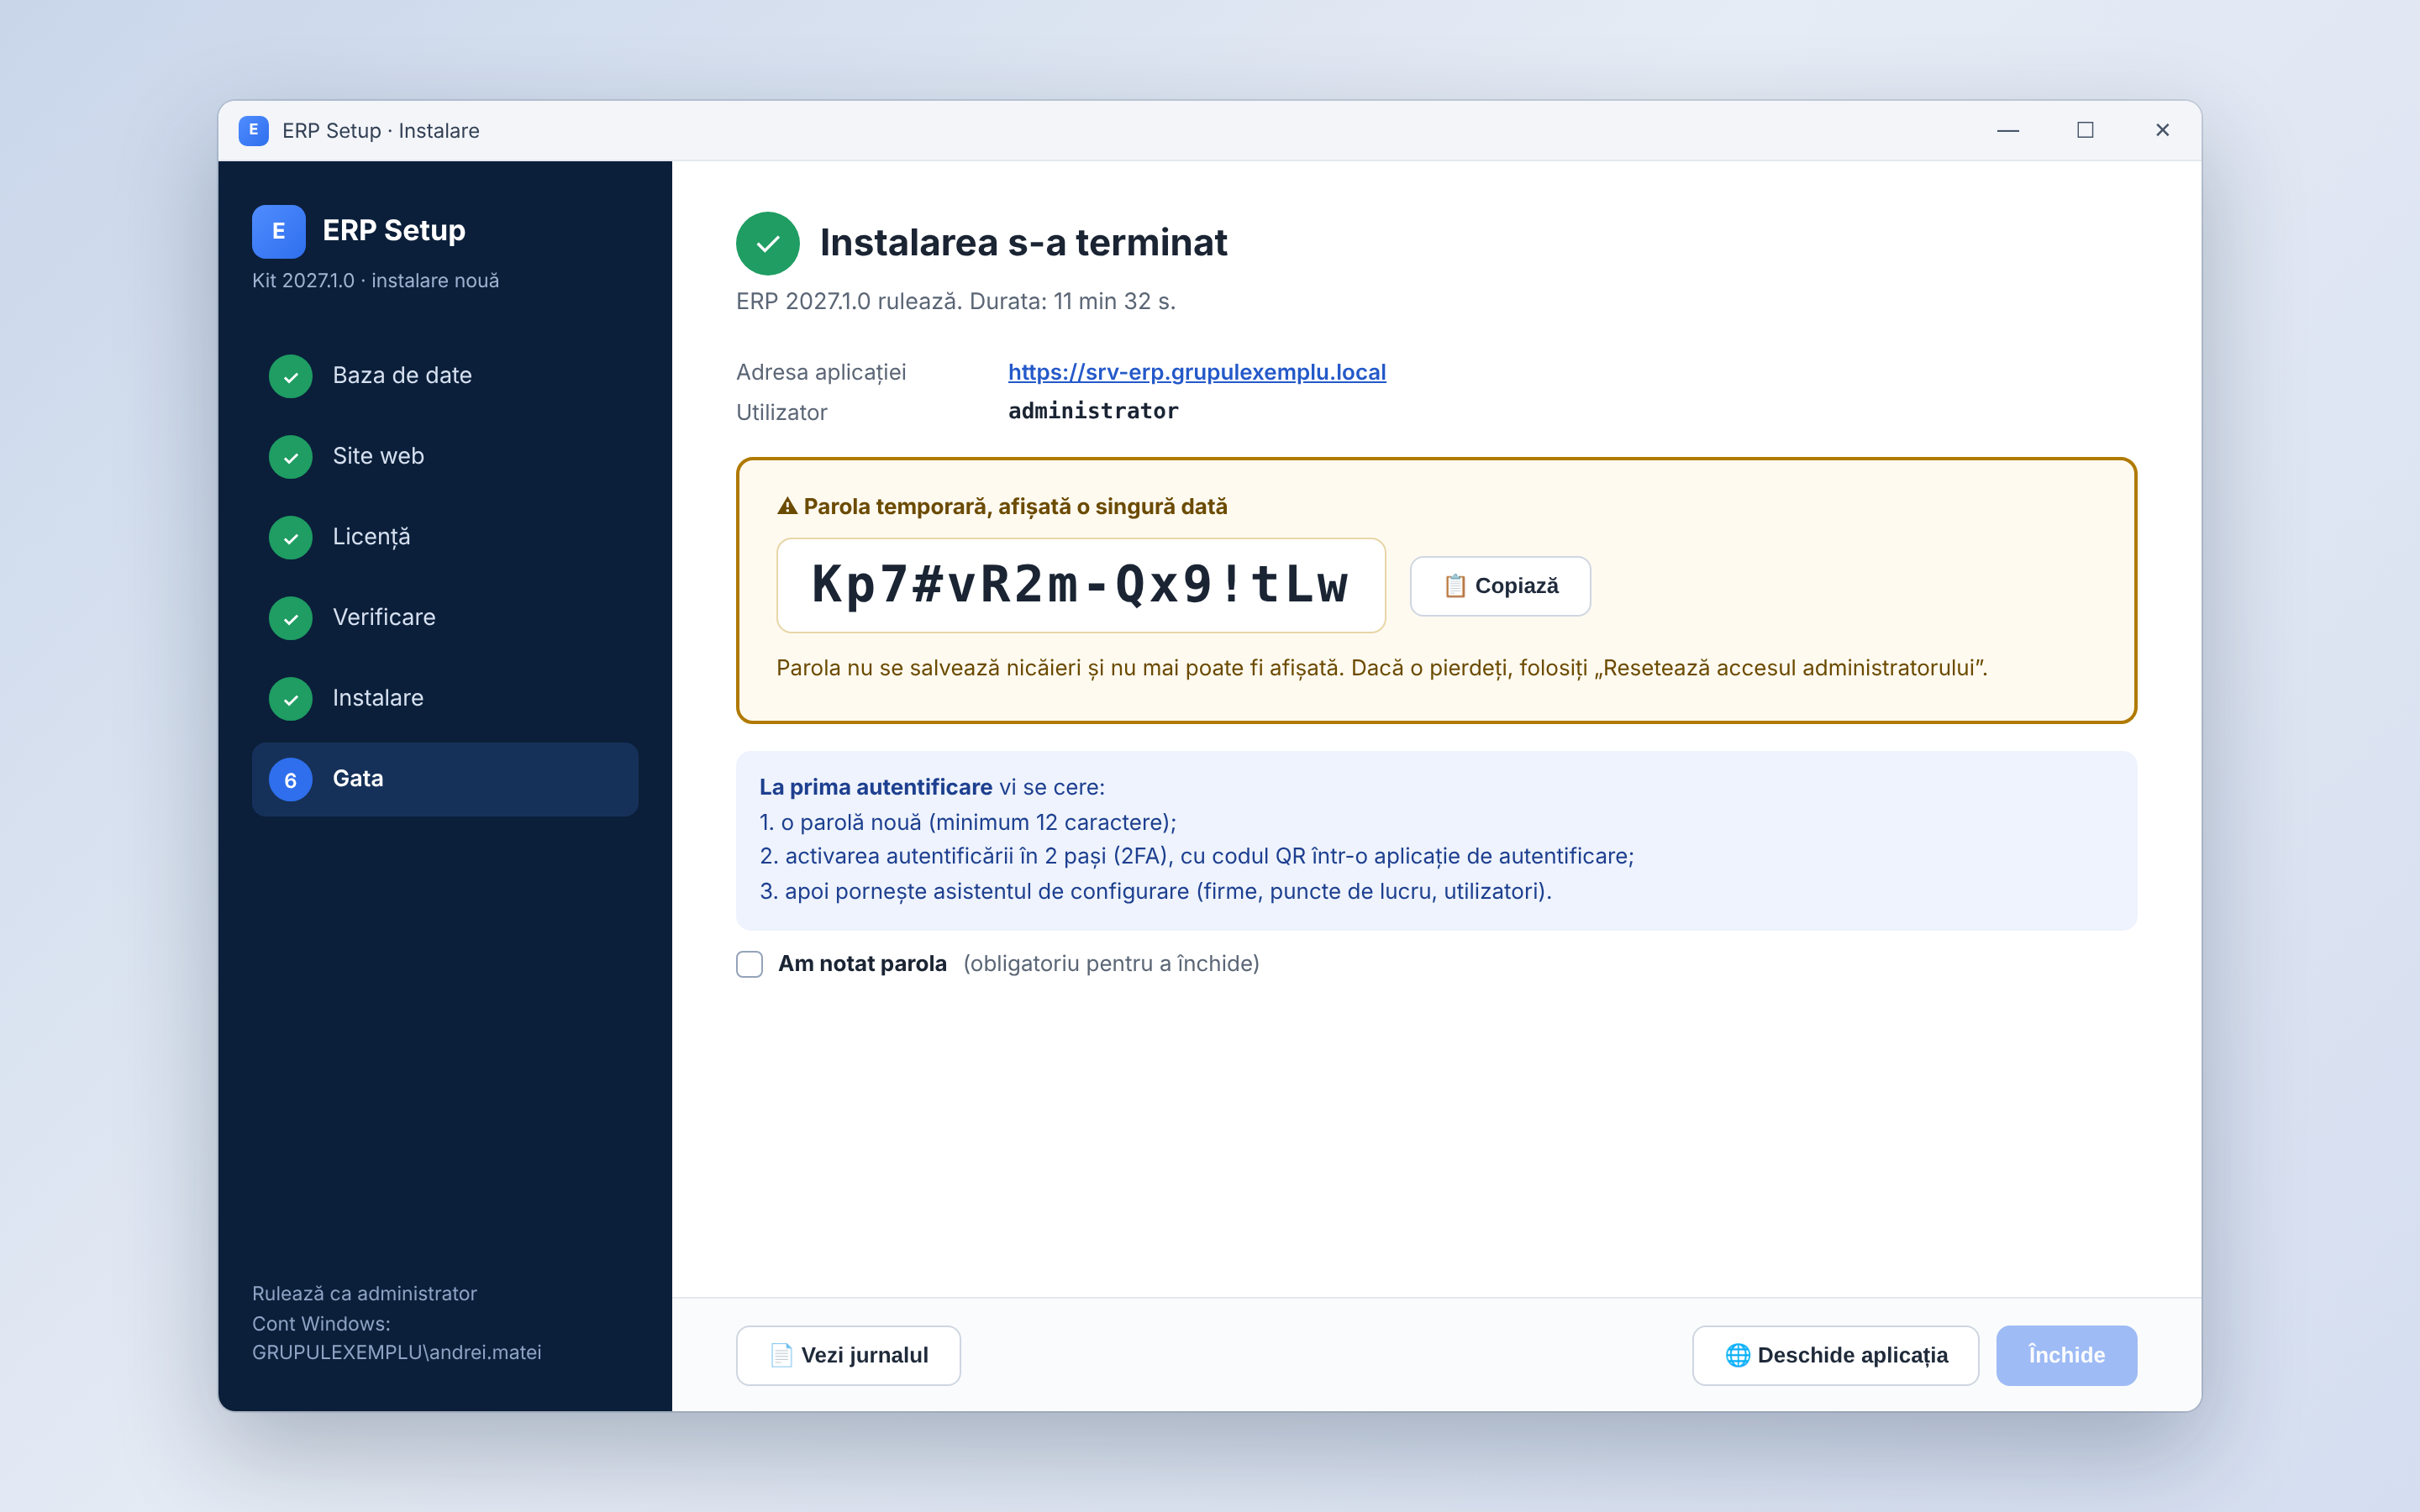 E ERP Setup · Instalare
E ERP Setup
Kit 2027.1.0 · instalare nouă
Baza de date
Site web
Licență
Verificare
Instalare
6 Gata
Rulează ca administrator
Cont Windows:
GRUPULEXEMPLU\andrei.matei
Instalarea s-a terminat
ERP 2027.1.0 rulează. Durata: 11 min 32 s.
Adresa aplicației https://srv-erp.grupulexemplu.local
Utilizator administrator
⚠ Parola temporară, afișată o singură dată
Kp7#vR2m-Qx9!tLw 📋 Copiază
Parola nu se salvează nicăieri și nu mai poate fi afișată. Dacă o pierdeți, folosiți „Resetează accesul administratorului”.
La prima autentificare vi se cere:
1. o parolă nouă (minimum 12 caractere);
2. activarea autentificării în 2 pași (2FA), cu codul QR într-o aplicație de autentificare;
3. apoi pornește asistentul de configurare (firme, puncte de lucru, utilizatori).
Am notat parola (obligatoriu pentru a închide)
📄 Vezi jurnalul 🌐 Deschide aplicația Închide